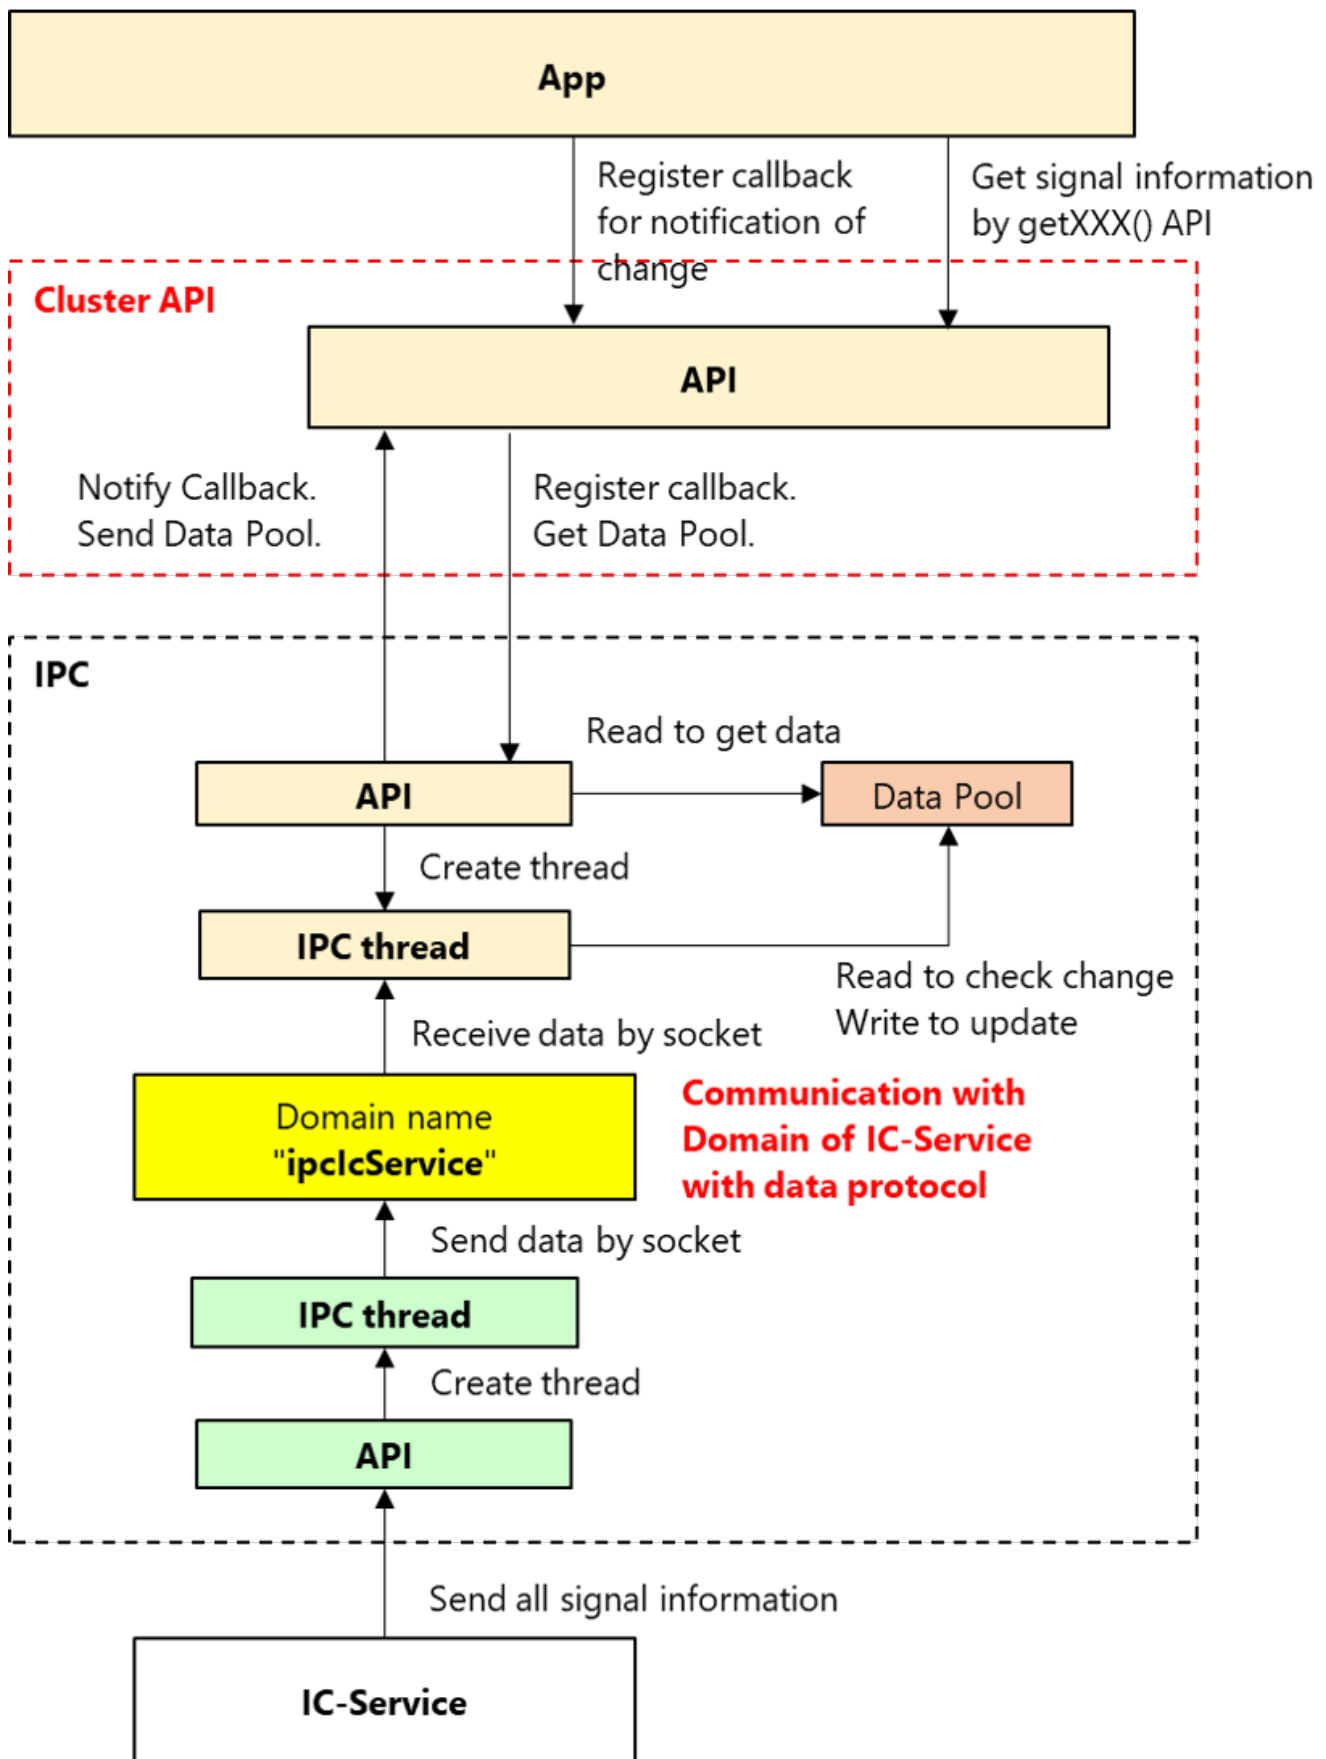 App
Register callback
for notification of
change
Get signal information
by getXXX() API
Cluster API
API
Notify Callback.
Send Data Pool.
Register callback.
Get Data Pool.
IPC
Read to get data
API
Data Pool
Create thread
IPC thread
Read to check change
Write to update
Receive data by socket
Domain name
"ipcIcService"
Communication with
Domain of IC-Service
with data protocol
Send data by socket
IPC thread
Create thread
API
Send all signal information
IC-Service